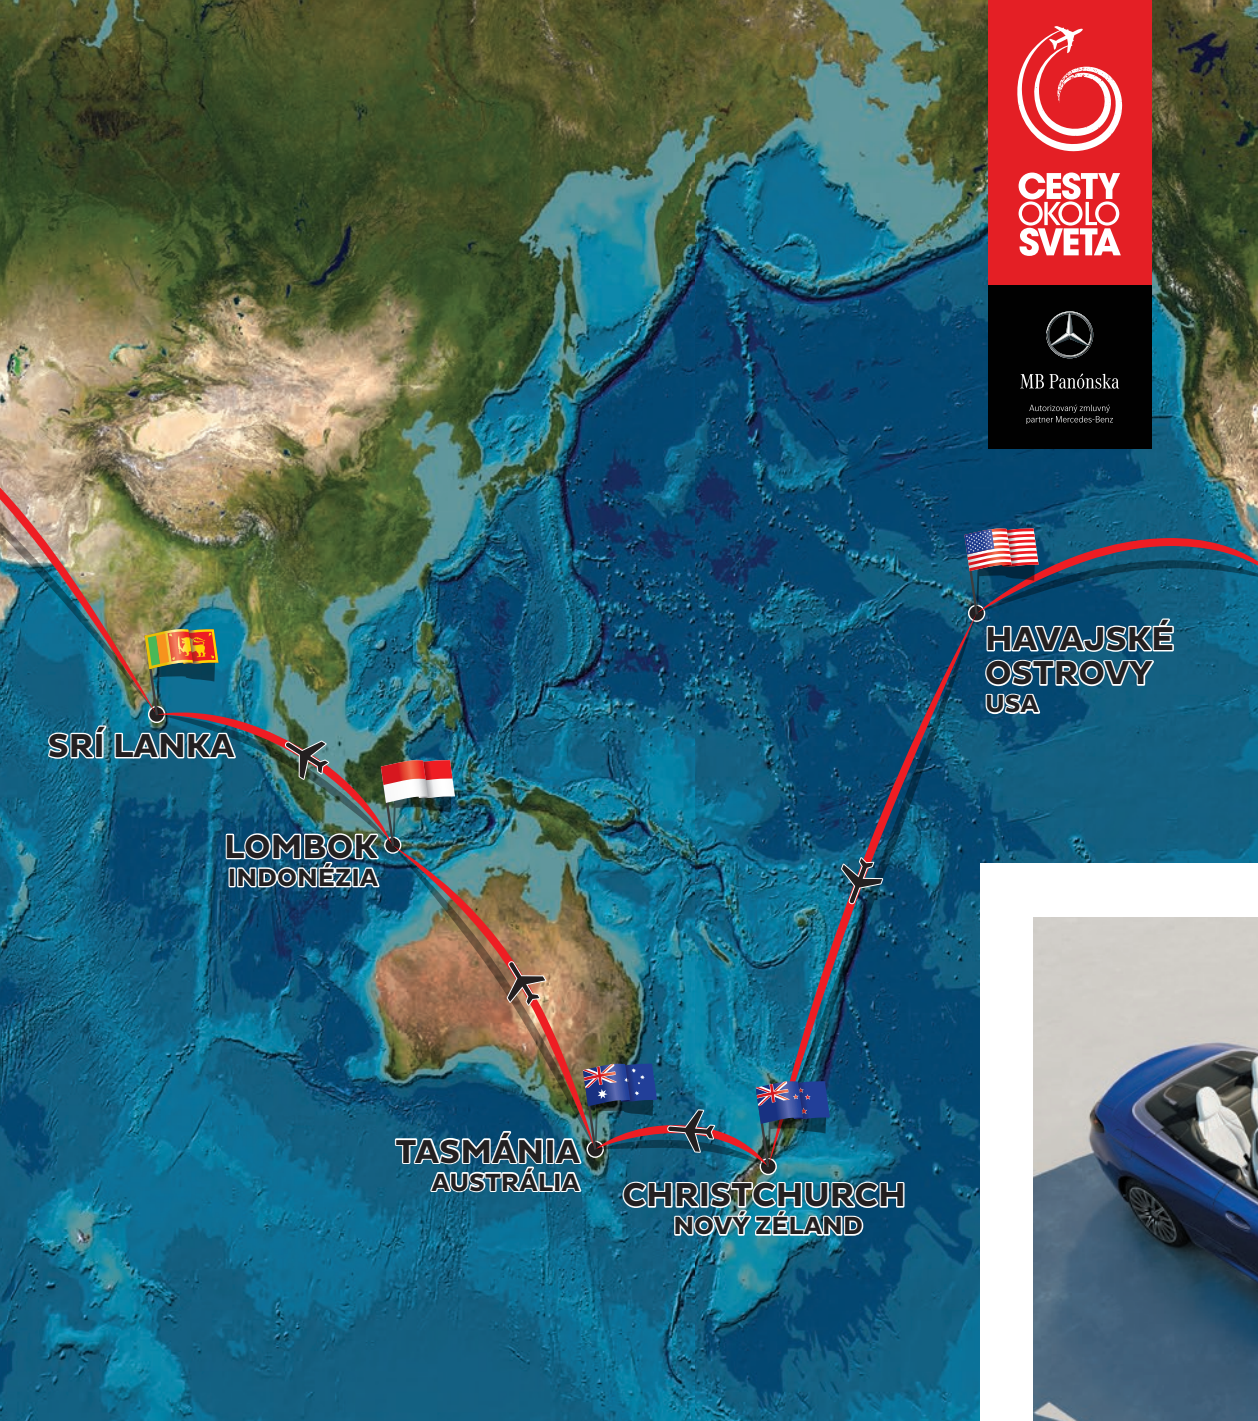 CESTY
OKOLO
SVETA
MB Panónska
Autorizovaný zmluvný
partner Mercedes-Benz
HAVAJSKÉ
OSTROVY
USA
SRÍ LANKA
LOMBOK
INDONÉZIA
TASMÁNIA
AUSTRÁLIA
CHRISTCHURCH
NOVÝ ZÉLAND